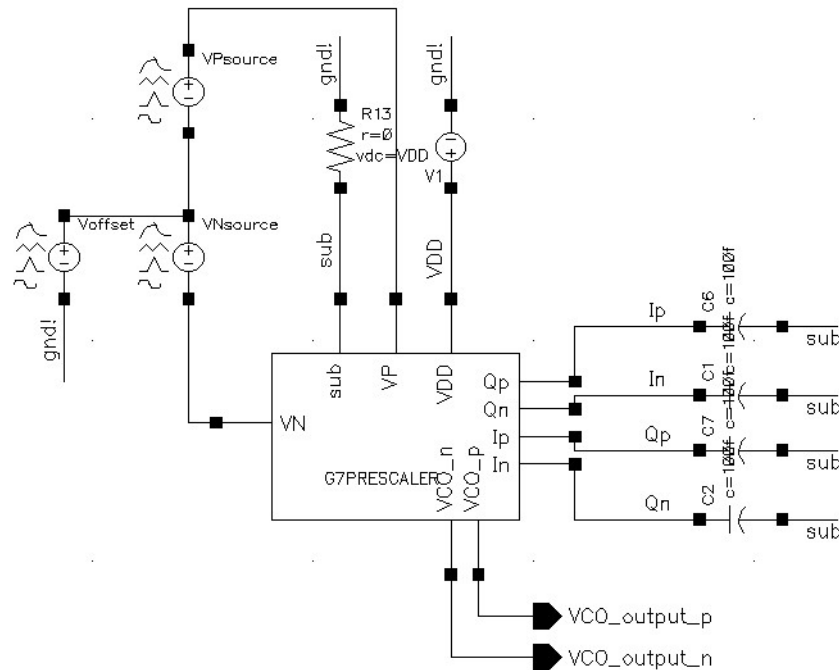 VPsource
gnd!
gnd!
R13
r=0
vdc=VDD
V1
Voffset
VNsource
sub
VDD
gnd!
Ip
C6
c=100f
sub
In
C1
c=100f
sub
Qp
C7
c=100f
sub
Qn
C2
c=100f
sub
sub
VP
VDD
Qp
Qn
Ip
In
VN
G7PRESCALER
VCO_n
VCO_p
VCO_output_p
VCO_output_n